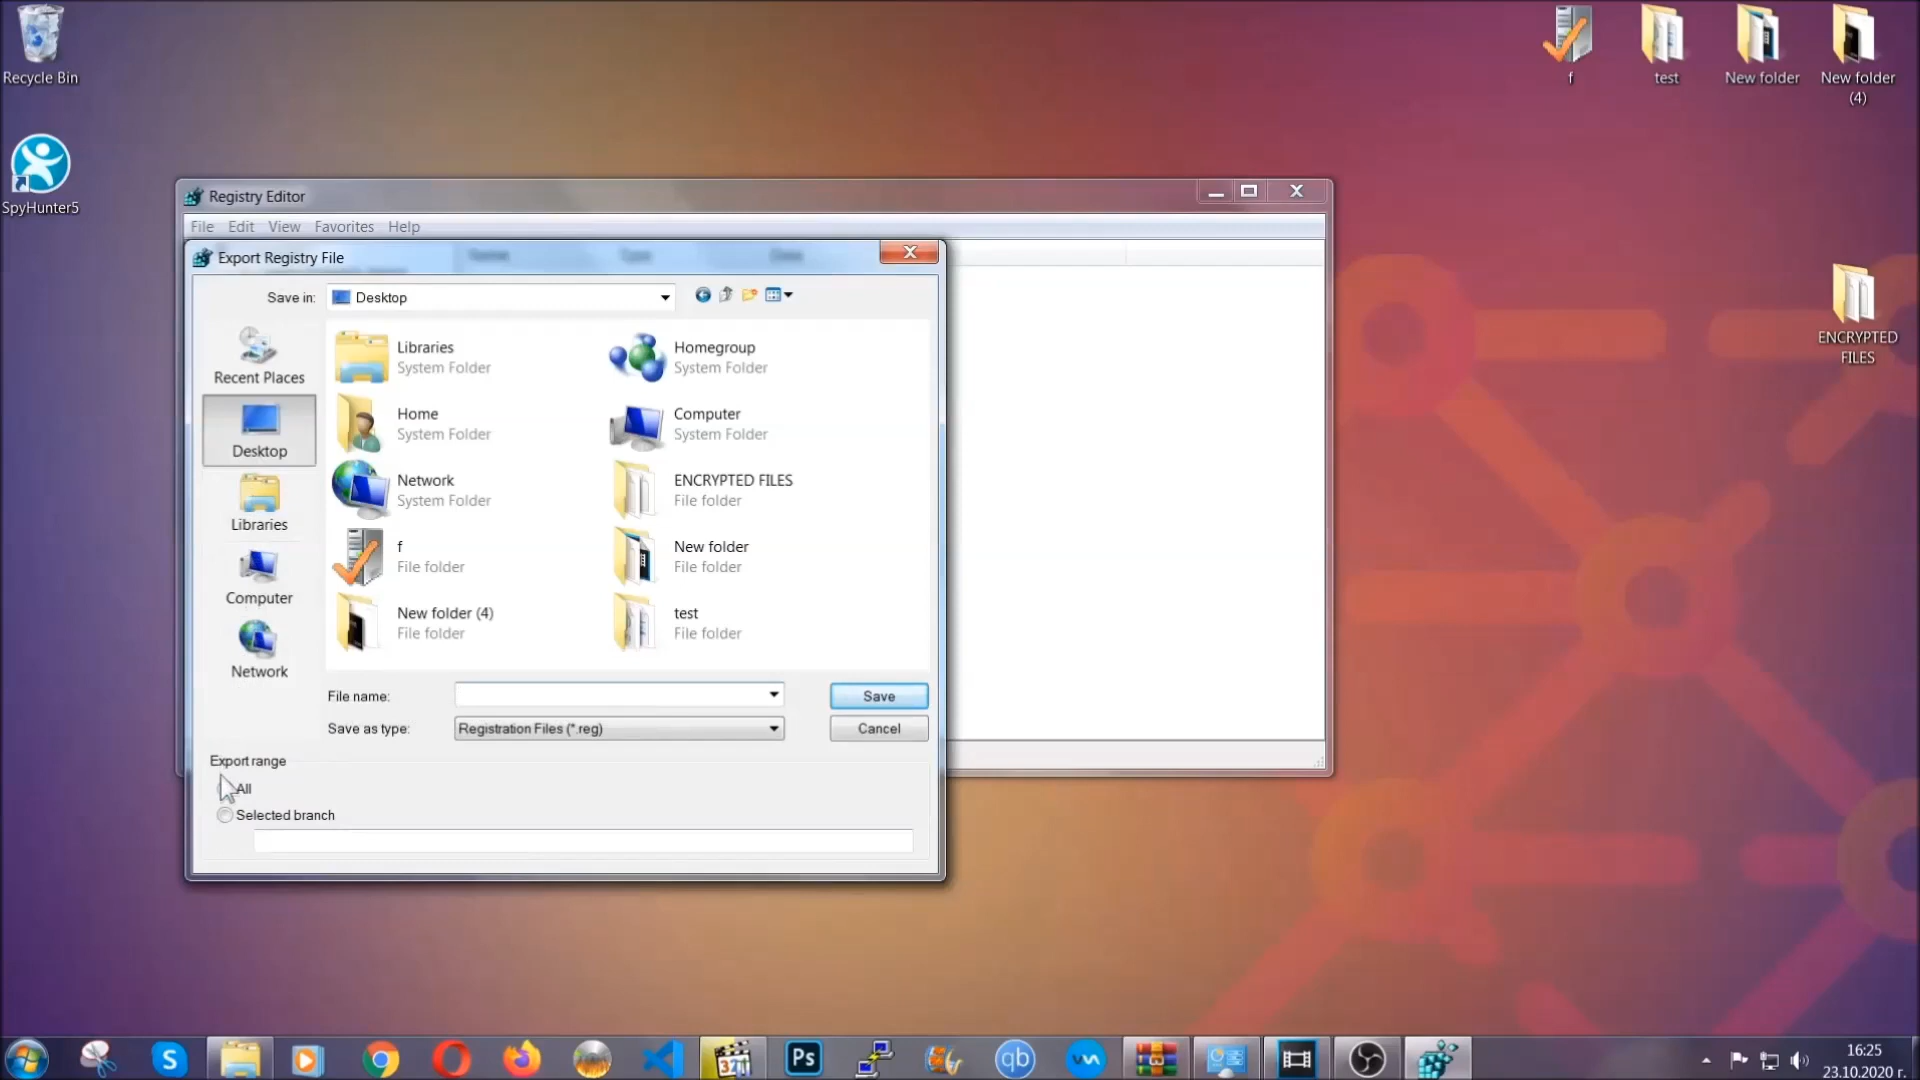 Recycle Bin
SpyHunter5
f
test
New folder
New folder
(4)
ENCRYPTED
FILES
Registry Editor
File Edit View Favorites Help
Export Registry File
Save in:
Desktop
Recent Places
Desktop
Libraries
Computer
Network
Libraries
System Folder
Homegroup
System Folder
Home
System Folder
Computer
System Folder
Network
System Folder
ENCRYPTED FILES
File folder
f
File folder
New folder
File folder
New folder (4)
File folder
test
File folder
File name:
Save
Save as type:
Registration Files (*.reg)
Cancel
Export range
All
Selected branch
S
321
Ps
qb
16:25
23.10.2020 г.